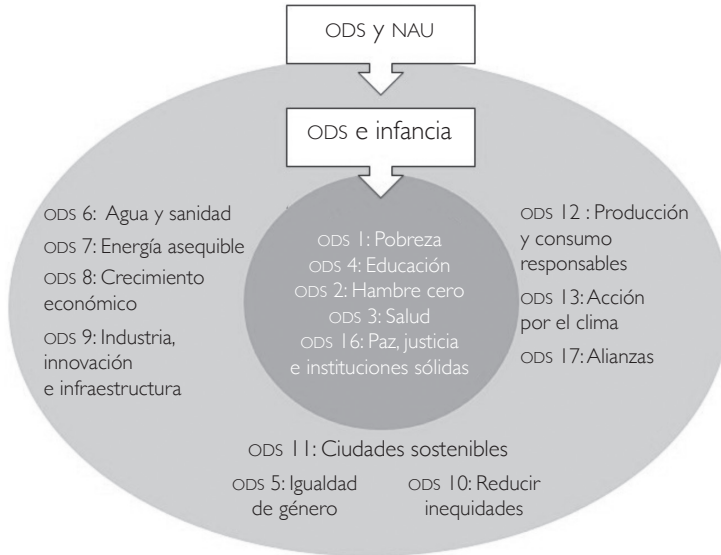 ODS y NAU
ODS e infancia
ODS 6: Agua y sanidad
ODS 7: Energía asequible
ODS 8: Crecimiento
económico
ODS 9: Industria,
innovación
e infraestructura
ODS 1: Pobreza
ODS 4: Educación
ODS 2: Hambre cero
ODS 3: Salud
ODS 16: Paz, justicia
e instituciones sólidas
ODS 12 : Producción
y consumo
responsables
ODS 13: Acción
por el clima
ODS 17: Alianzas
ODS 11: Ciudades sostenibles
ODS 5: Igualdad
de género
ODS 10: Reducir
inequidades